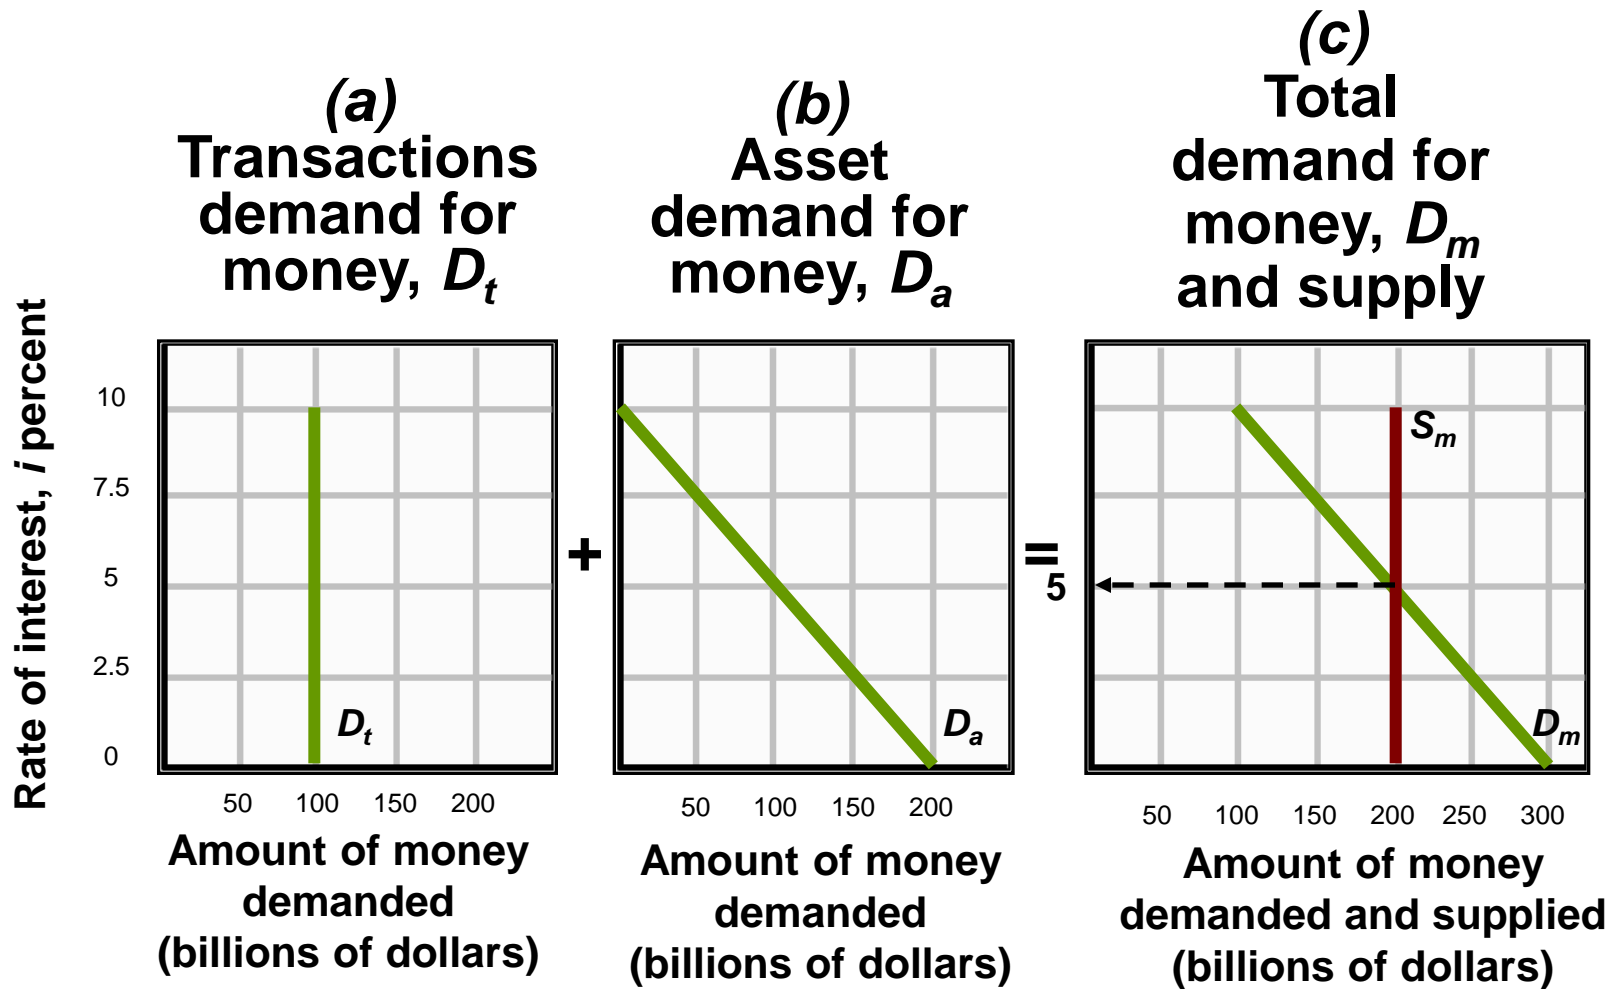 (a)
Transactions
demand for
money, Dt
(b)
Asset
demand for
money, Da
(c)
Total
demand for
money, Dm
and supply
Rate of interest, i percent
10
7.5
5
2.5
0
Dt
50 100 150 200
Amount of money
demanded
(billions of dollars)
+
Da
50 100 150 200
Amount of money
demanded
(billions of dollars)
=
5
Sm
Dm
50 100 150 200 250 300
Amount of money
demanded and supplied
(billions of dollars)